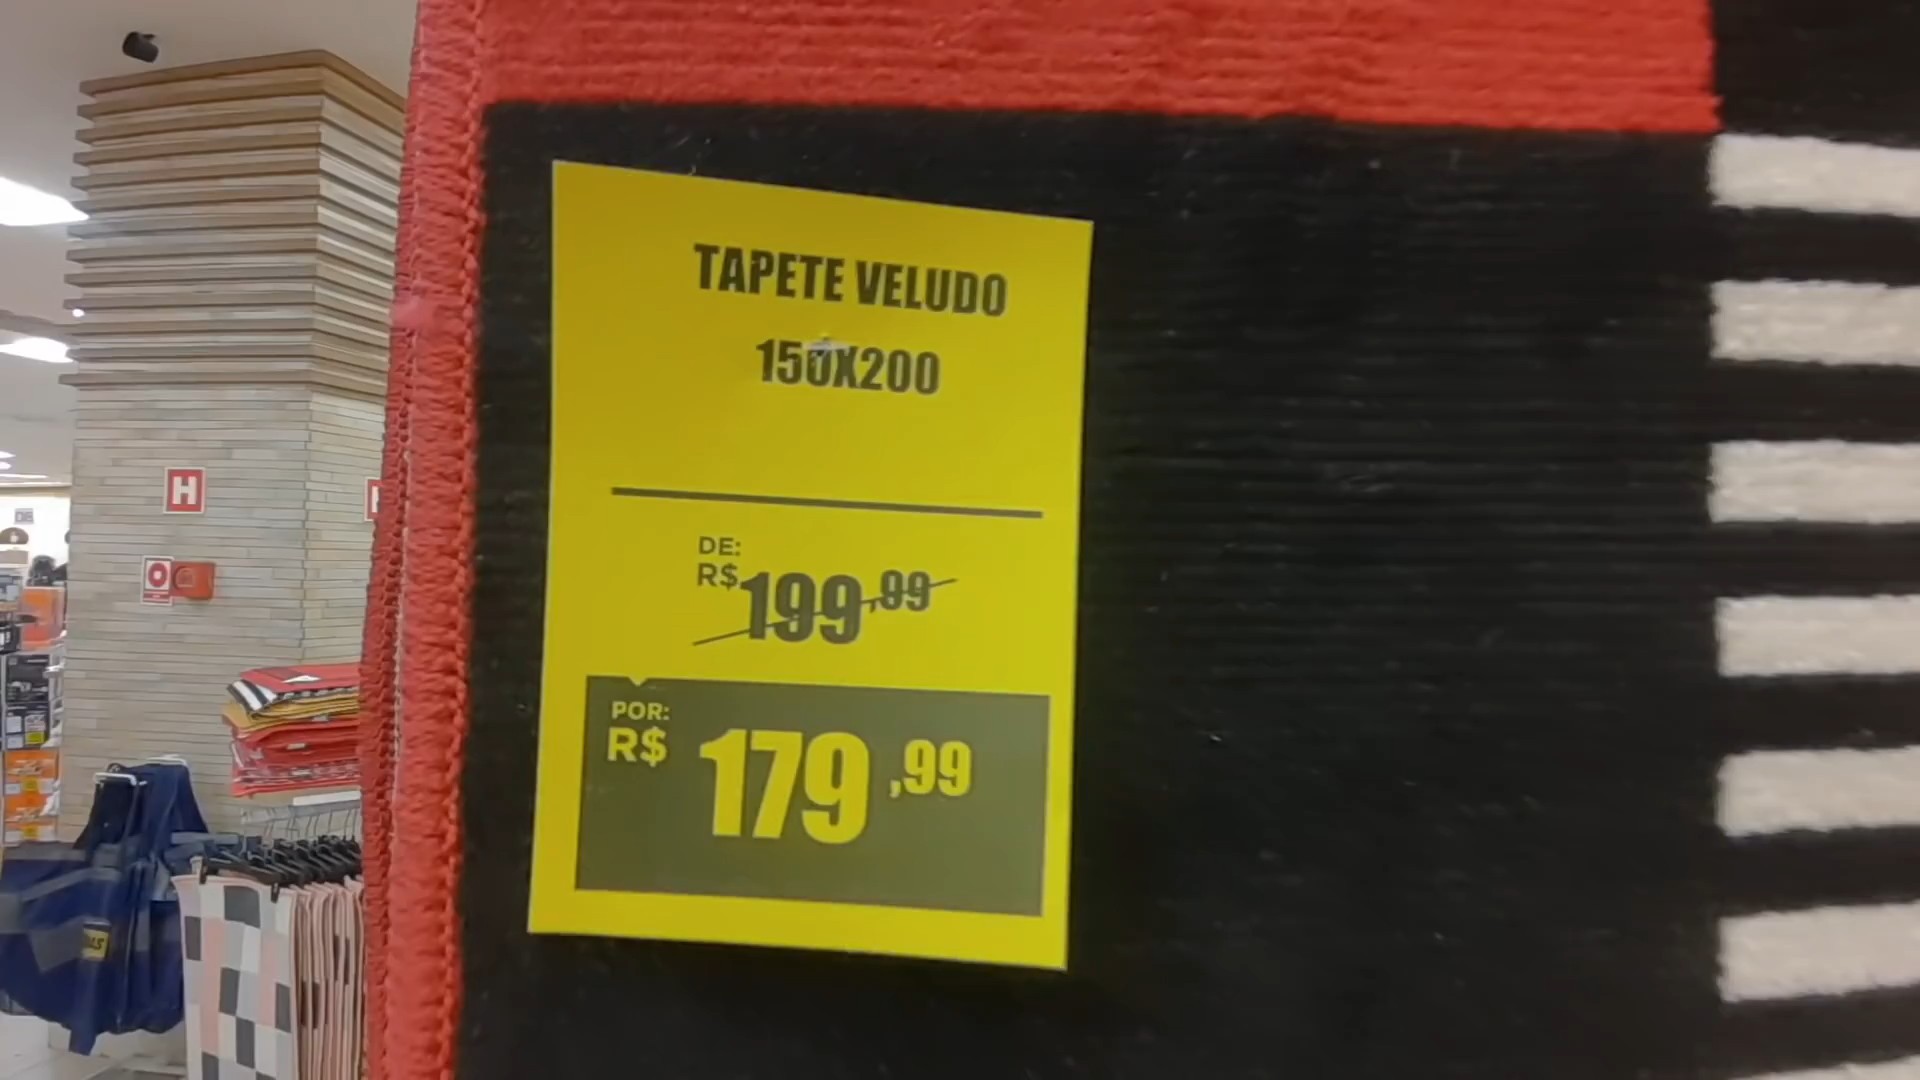 TAPETE VELUDO
150X200
DE:
R$199,99
POR:
R$ 179,99
H